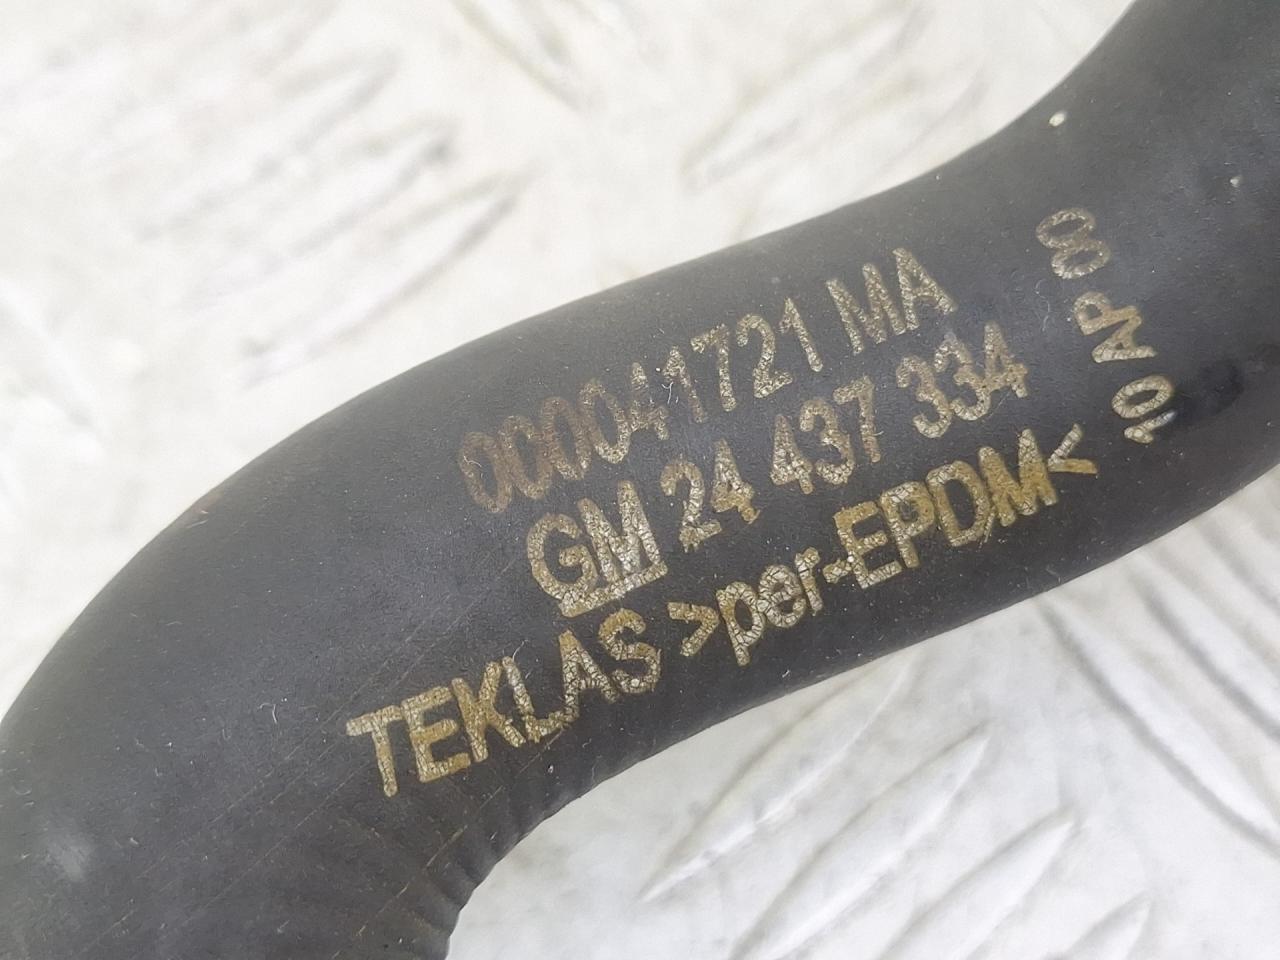 000041721 MA
GM 24 437 334
TEKLAS >per-EPDM<
10 AP 00